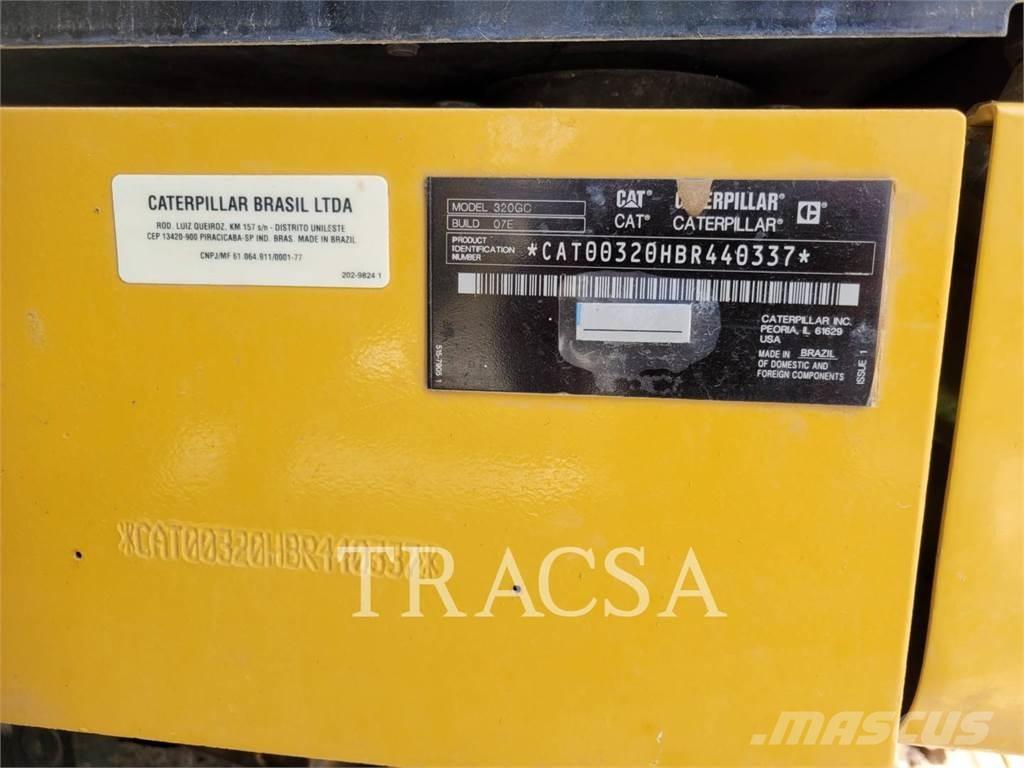 CATERPILLAR BRASIL LTDA
ROD. LUIZ QUEIROZ, KM 157 s/n - DISTRITO UNILESTE
CEP 13420-900 PIRACICABA-SP IND. BRAS. MADE IN BRAZIL
CNPJ/MF 61.064.911/0001-77
202-9824 1
MODEL 320GC
BUILD 07E
CAT® CATERPILLAR®
CAT® CATERPILLAR®
PRODUCT
IDENTIFICATION
NUMBER
*CAT00320HBR440337*
CATERPILLAR INC.
PEORIA, IL 61629
USA
MADE IN BRAZIL
OF DOMESTIC AND
FOREIGN COMPONENTS
ISSUE 1
*CAT00320HBR440337*
TRACSA
MASCUS